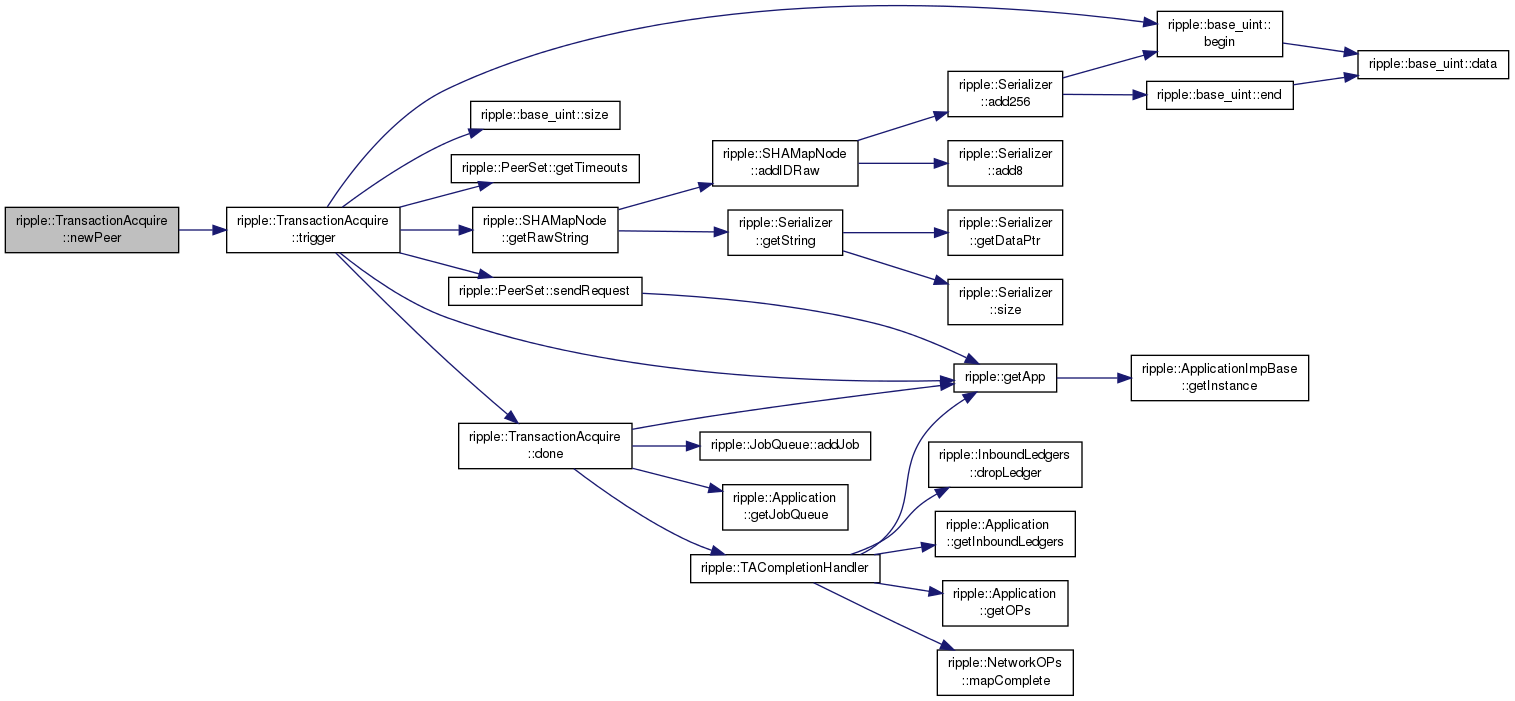 ripple::TransactionAcquire
::newPeer
ripple::TransactionAcquire
::trigger
ripple::base_uint::size
ripple::PeerSet::getTimeouts
ripple::SHAMapNode
::getRawString
ripple::PeerSet::sendRequest
ripple::TransactionAcquire
::done
ripple::SHAMapNode
::addIDRaw
ripple::Serializer
::getString
ripple::JobQueue::addJob
ripple::Application
::getJobQueue
ripple::TACompletionHandler
ripple::Serializer
::add256
ripple::Serializer
::add8
ripple::Serializer
::getDataPtr
ripple::Serializer
::size
ripple::getApp
ripple::InboundLedgers
::dropLedger
ripple::Application
::getInboundLedgers
ripple::Application
::getOPs
ripple::NetworkOPs
::mapComplete
ripple::base_uint::
begin
ripple::base_uint::end
ripple::ApplicationImpBase
::getInstance
ripple::base_uint::data